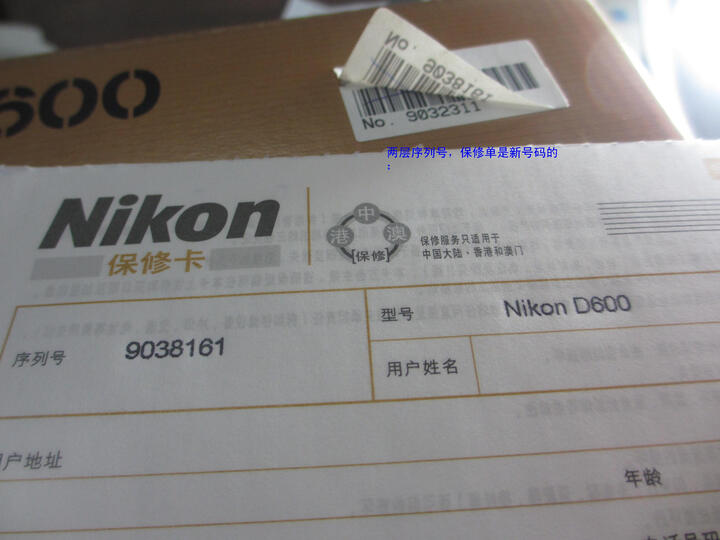 600
No. 9038161
No. 9032311
两层序列号，保修单是新号码的
：
Nikon
保修卡
中
港 澳
保修
保修服务只适用于
中国大陆·香港和澳门
序列号 9038161
型号 Nikon D600
用户姓名
户地址
年龄